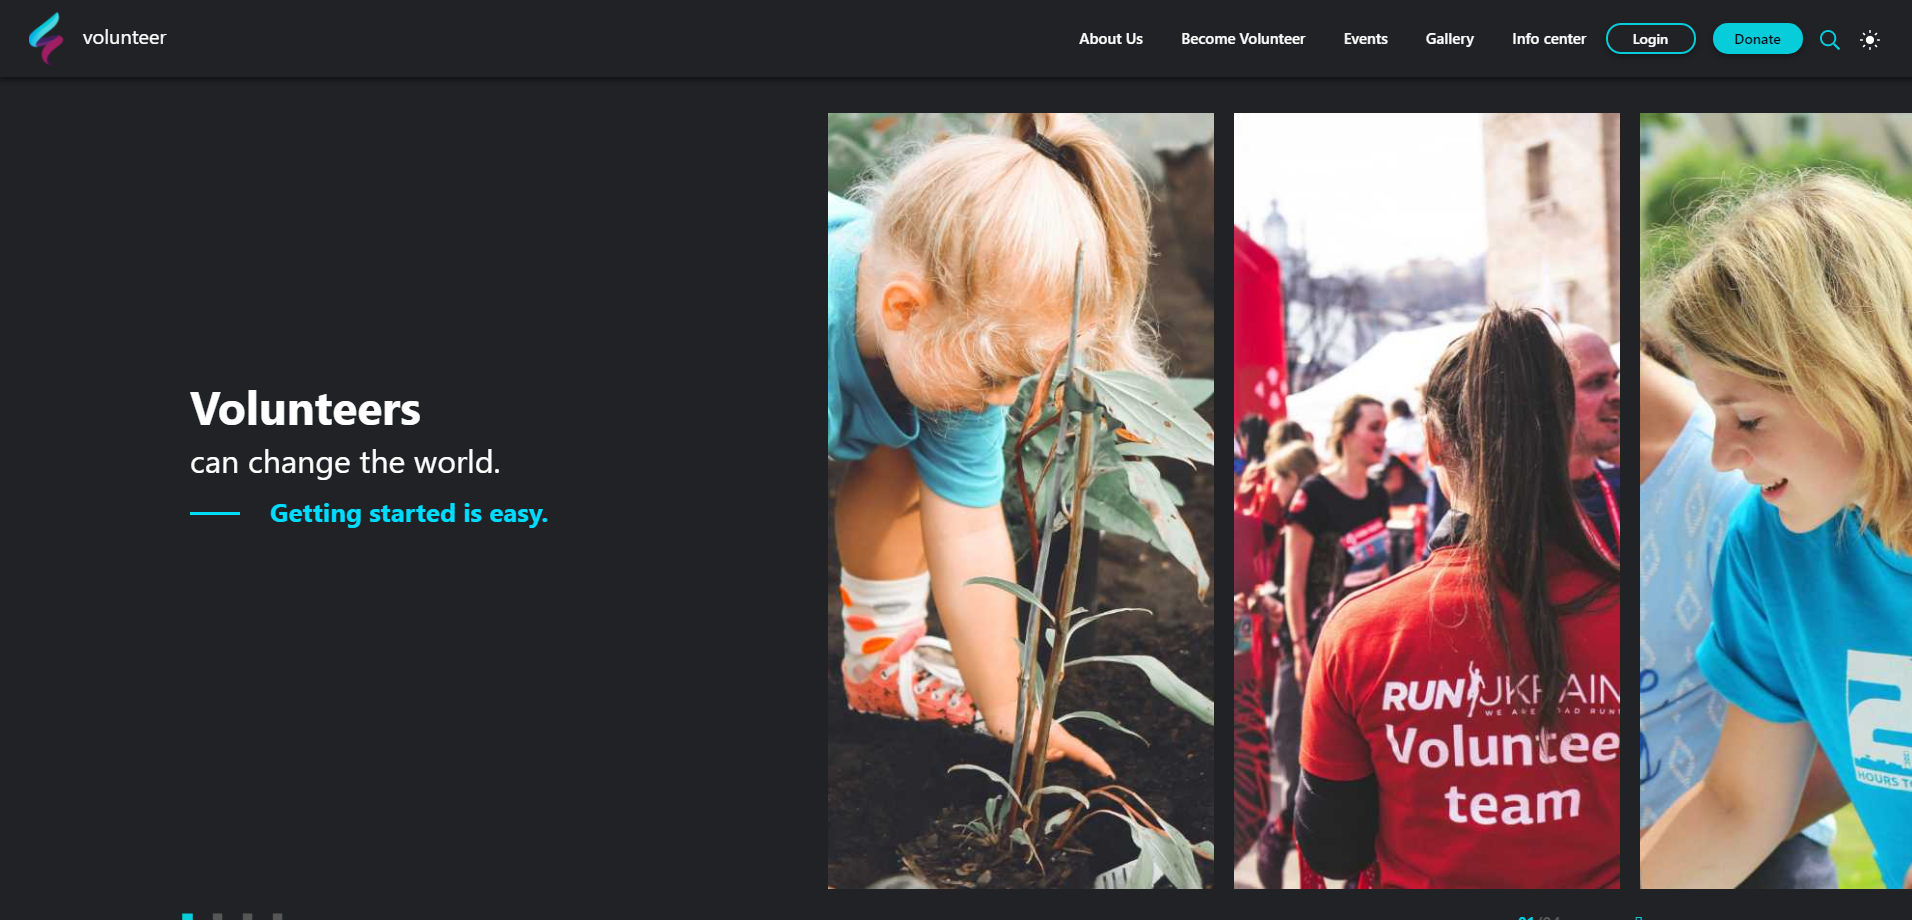 volunteer
About Us
Become Volunteer
Events
Gallery
Info center
Login
Donate
Volunteers
can change the world.
Getting started is easy.
RUN UKRAIN
WE ARE ROAD RUN
Voluntee
team
HOURS